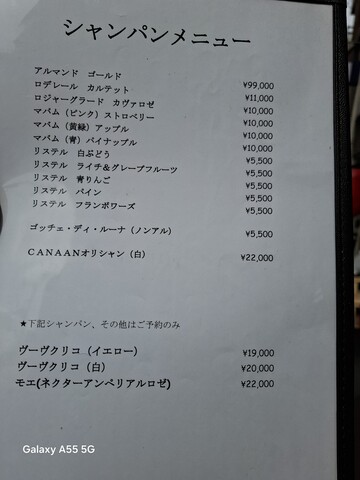 シャンパンメニュー
アルマンド　ゴールド ¥99,000
ロデレール　カルテット ¥11,000
ロジャーグラード　カヴァロゼ ¥10,000
マバム（ピンク）ストロベリー ¥10,000
マバム（黄緑）アップル ¥10,000
マバム（青）パイナップル ¥10,000
リステル　白ぶどう ¥5,500
リステル　ライチ＆グレープフルーツ ¥5,500
リステル　青りんご ¥5,500
リステル　パイン ¥5,500
リステル　フランボワーズ ¥5,500
ゴッチェ・ディ・ルーナ（ノンアル） ¥5,500
ＣＡＮＡＡＮオリシャン（白） ¥22,000
★下記シャンパン、その他はご予約のみ
ヴーヴクリコ（イエロー） ¥19,000
ヴーヴクリコ（白） ¥20,000
モエ(ネクターアンペリアルロゼ) ¥22,000
Galaxy A55 5G